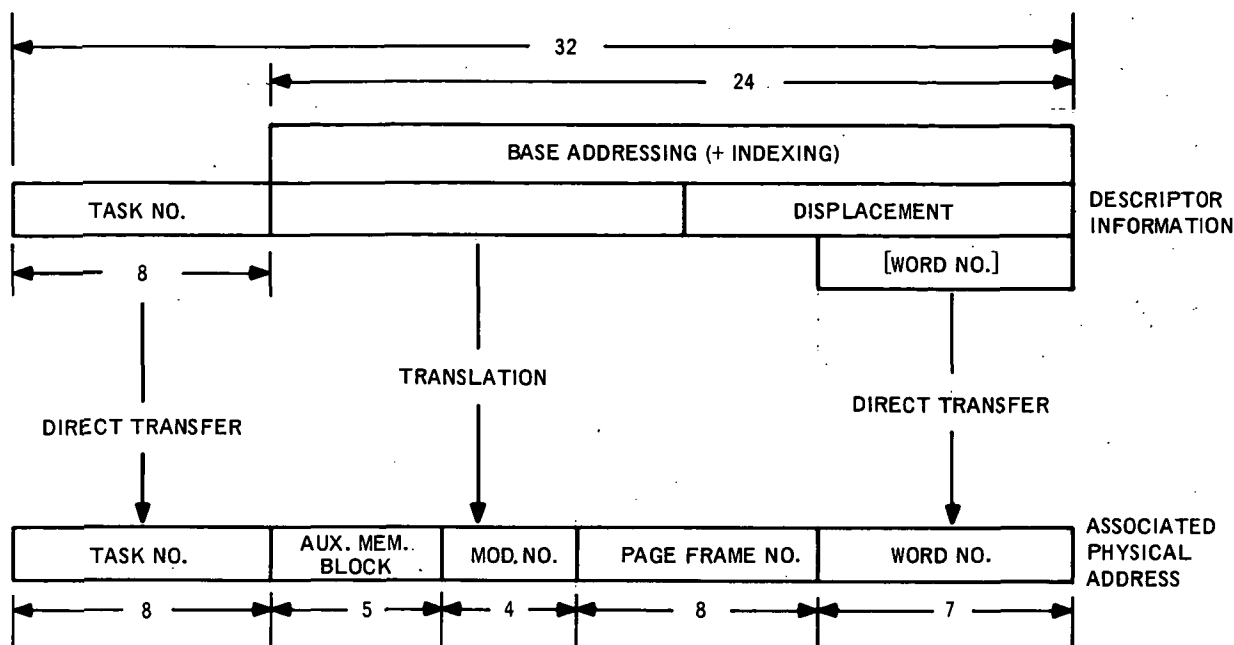 32
24
BASE ADDRESSING (+ INDEXING)
TASK NO.
DISPLACEMENT
DESCRIPTOR
INFORMATION
[WORD NO.]
8
TRANSLATION
DIRECT TRANSFER
DIRECT TRANSFER
TASK NO.
AUX. MEM.
BLOCK
MOD. NO.
PAGE FRAME NO.
WORD NO.
ASSOCIATED
PHYSICAL
ADDRESS
8
5
4
8
7